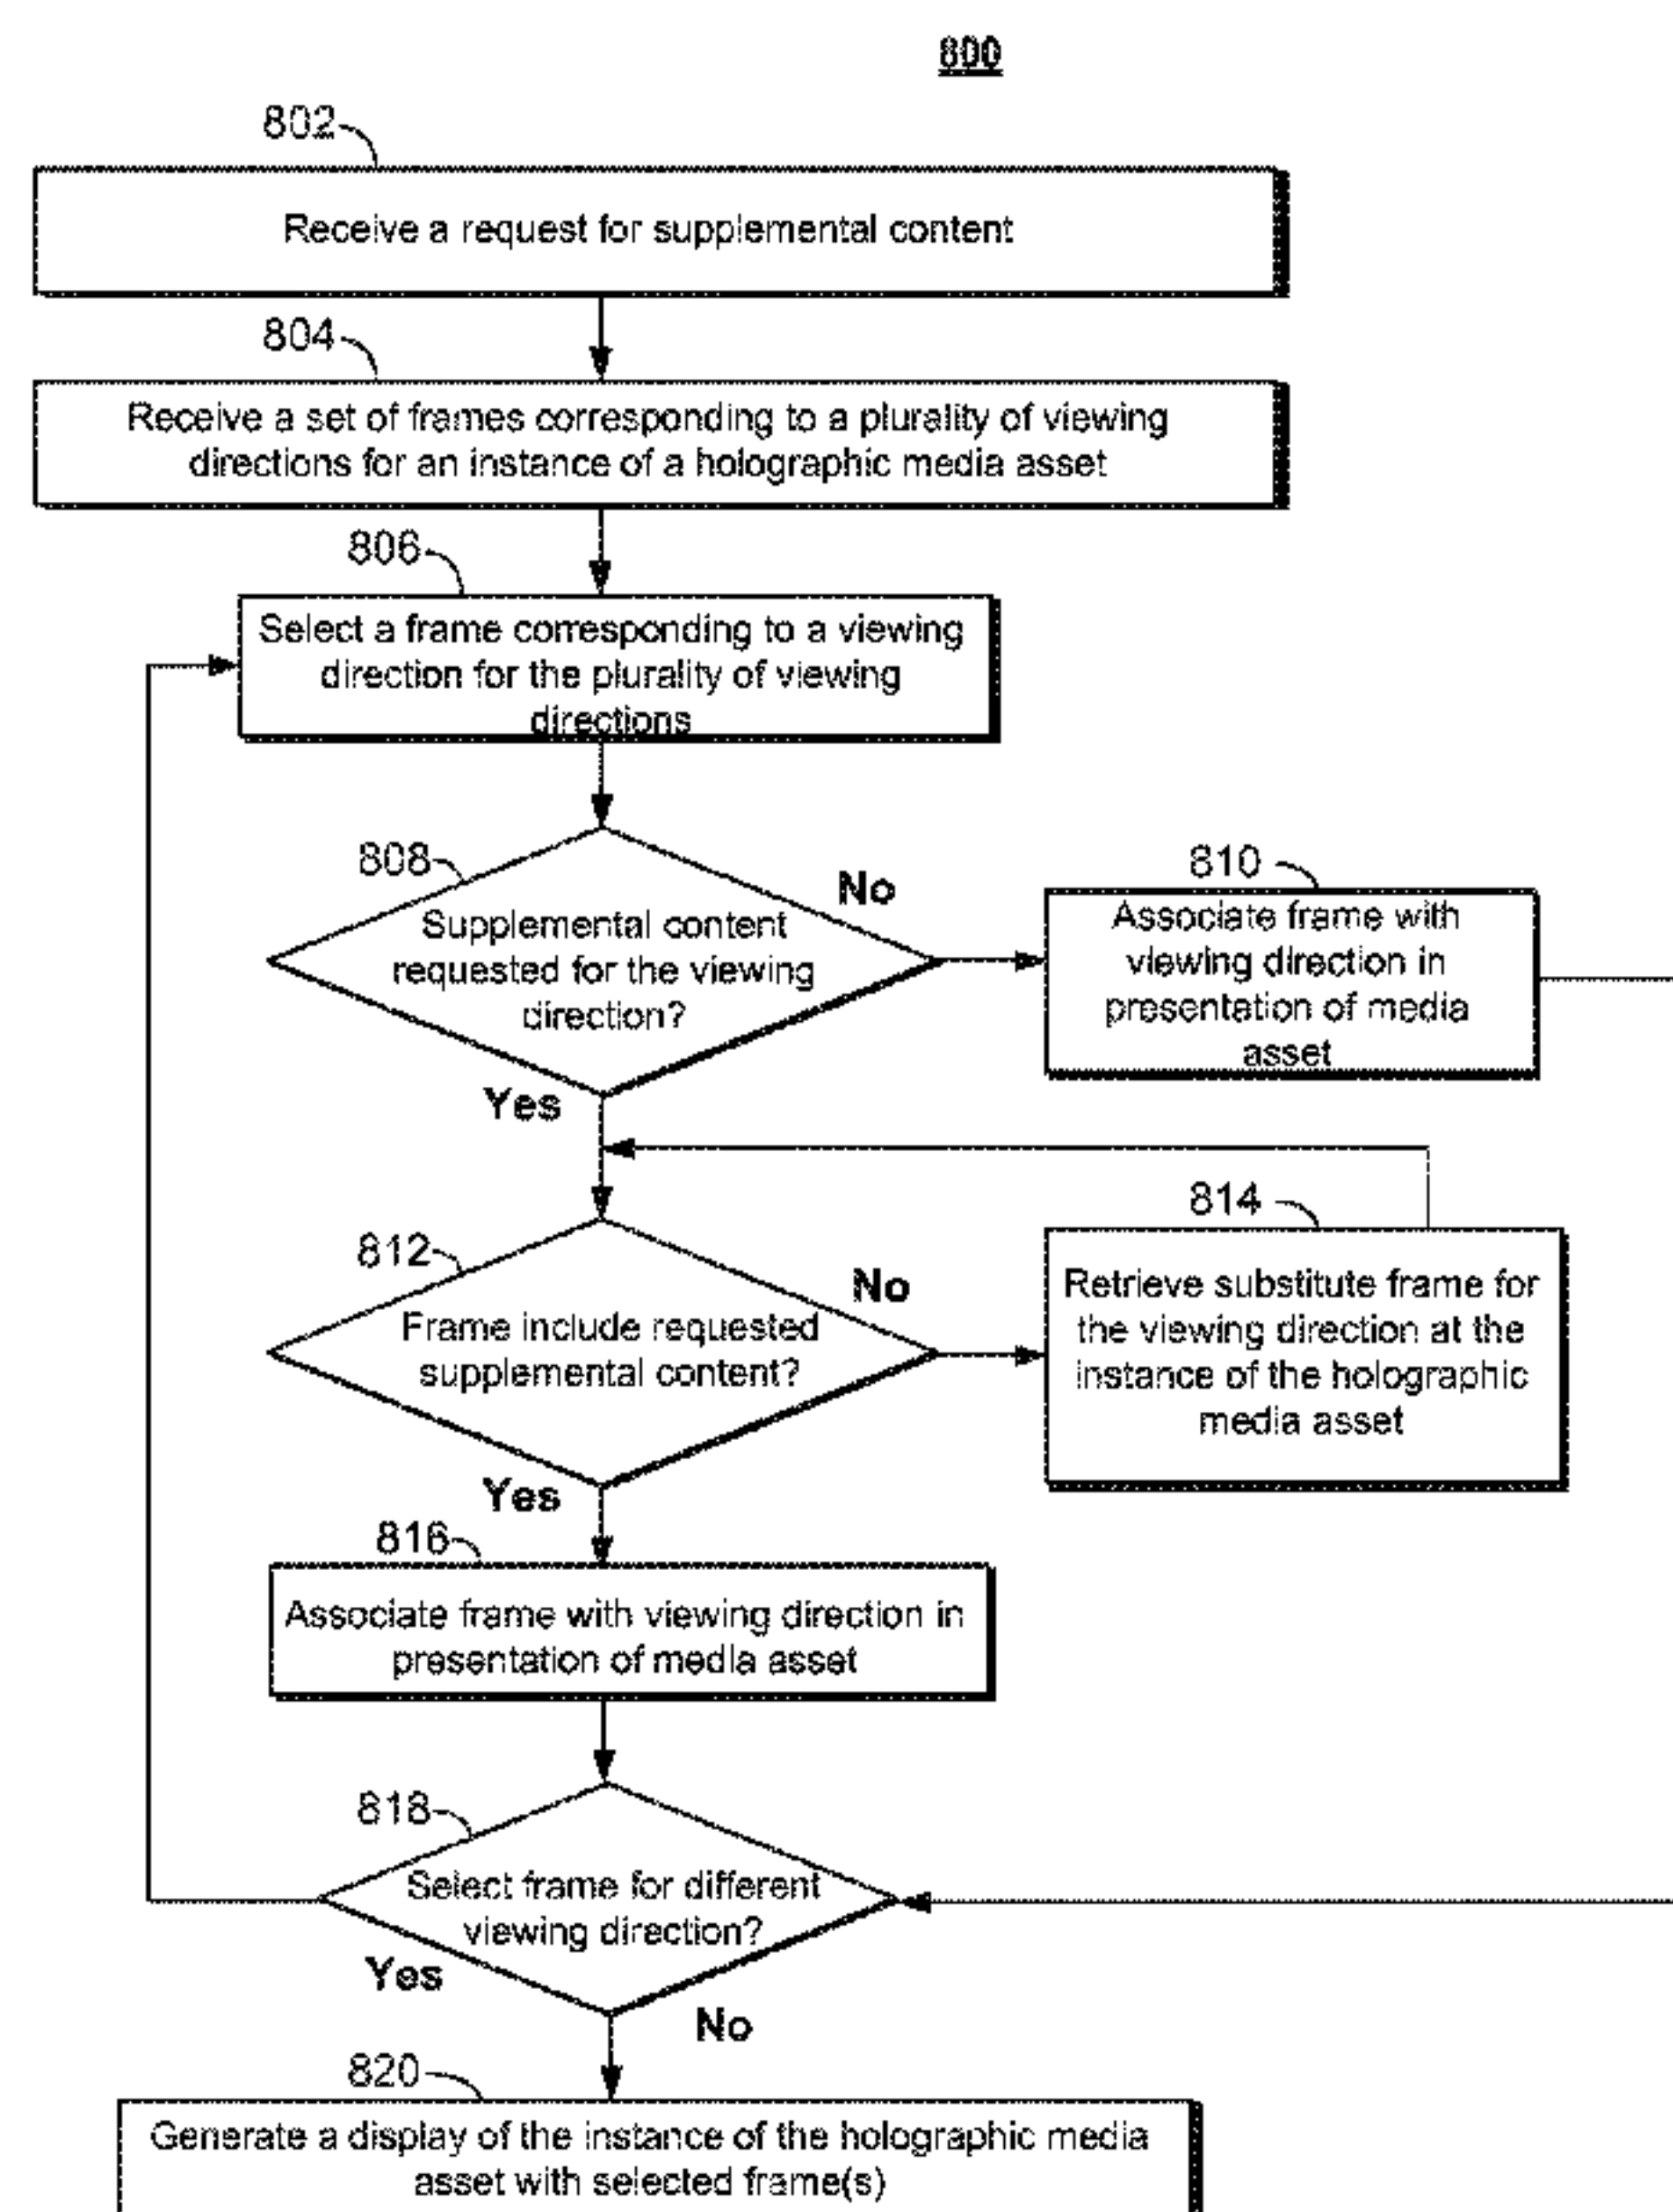 800
802
Receive a request for supplemental content
804
Receive a set of frames corresponding to a plurality of viewing
directions for an instance of a holographic media asset
806
Select a frame corresponding to a viewing
direction for the plurality of viewing
directions
808
Supplemental content
requested for the viewing
direction?
No
810
Associate frame with
viewing direction in
presentation of media
asset
Yes
812
Frame include requested
supplemental content?
No
814
Retrieve substitute frame for
the viewing direction at the
instance of the holographic
media asset
Yes
816
Associate frame with viewing direction in
presentation of media asset
818
Select frame for different
viewing direction?
Yes
No
820
Generate a display of the instance of the holographic media
asset with selected frame(s)